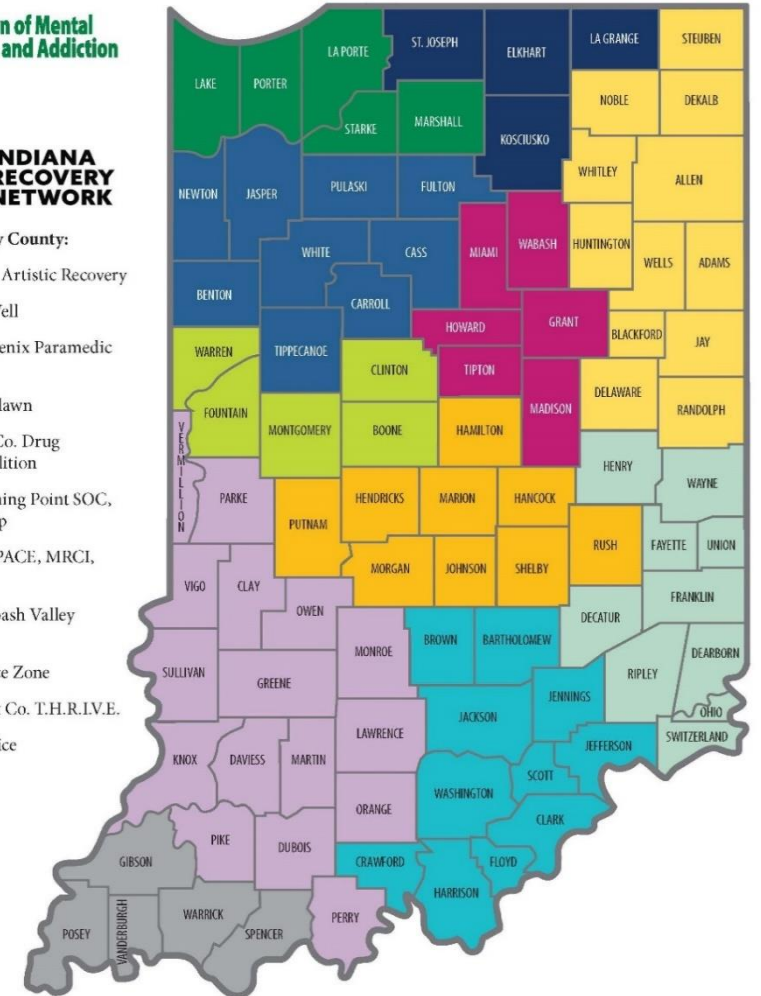 n of Mental
and Addiction
NDIANA
RECOVERY
NETWORK
y County:
Artistic Recovery
ell
enix Paramedic
lawn
Co. Drug
lition
ning Point SOC,
p
PACE, MRCI,
bash Valley
e Zone
Co. T.H.R.I.V.E.
ice
LAKE
PORTER
LA PORTE
ST. JOSEPH
ELKHART
LA GRANGE
STEUBEN
NOBLE
DEKALB
STARKE
MARSHALL
KOSCIUSKO
WHITLEY
ALLEN
NEWTON
JASPER
PULASKI
FULTON
WHITE
CASS
MIAMI
WABASH
HUNTINGTON
WELLS
ADAMS
BENTON
CARROLL
HOWARD
GRANT
BLACKFORD
JAY
WARREN
TIPPECANOE
CLINTON
TIPTON
MADISON
DELAWARE
RANDOLPH
FOUNTAIN
MONTGOMERY
BOONE
HAMILTON
VERMILLION
PARKE
PUTNAM
HENDRICKS
MARION
HANCOCK
HENRY
WAYNE
MORGAN
JOHNSON
SHELBY
RUSH
FAYETTE
UNION
VIGO
CLAY
OWEN
DECATUR
FRANKLIN
SULLIVAN
GREENE
MONROE
BROWN
BARTHOLOMEW
RIPLEY
DEARBORN
JENNINGS
OHIO
SWITZERLAND
KNOX
DAVIESS
MARTIN
LAWRENCE
JACKSON
JEFFERSON
SCOTT
WASHINGTON
CLARK
ORANGE
PIKE
DUBOIS
GIBSON
CRAWFORD
FLOYD
HARRISON
POSEY
VANDERBURGH
WARRICK
SPENCER
PERRY